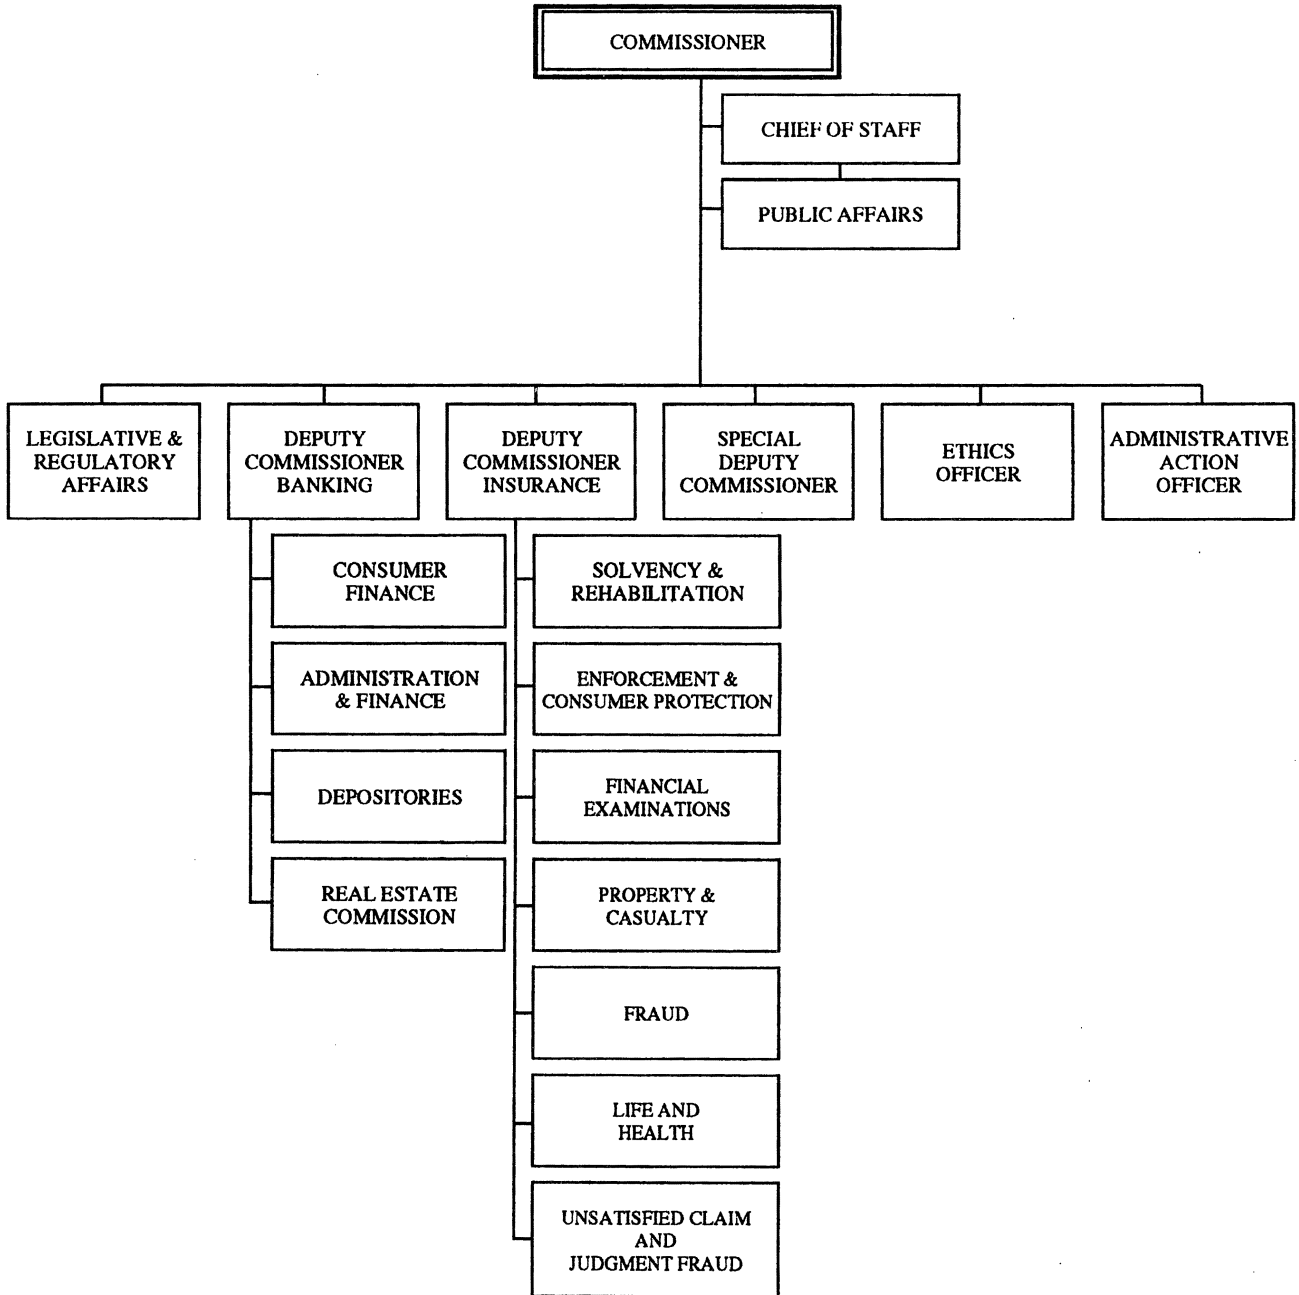 COMMISSIONER
CHIEF OF STAFF
PUBLIC AFFAIRS
LEGISLATIVE &
REGULATORY
AFFAIRS
DEPUTY
COMMISSIONER
BANKING
DEPUTY
COMMISSIONER
INSURANCE
SPECIAL
DEPUTY
COMMISSIONER
ETHICS
OFFICER
ADMINISTRATIVE
ACTION
OFFICER
CONSUMER
FINANCE
ADMINISTRATION
& FINANCE
DEPOSITORIES
REAL ESTATE
COMMISSION
SOLVENCY &
REHABILITATION
ENFORCEMENT &
CONSUMER PROTECTION
FINANCIAL
EXAMINATIONS
PROPERTY &
CASUALTY
FRAUD
LIFE AND
HEALTH
UNSATISFIED CLAIM
AND
JUDGMENT FRAUD